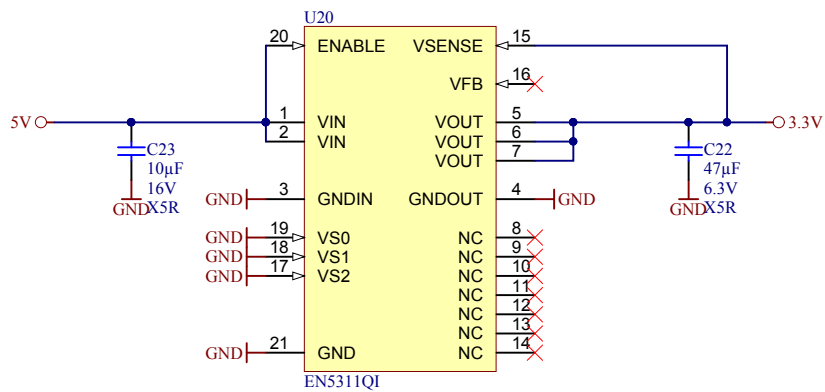 U20
20 ENABLE VSENSE 15
VFB 16
5V 1 VIN VOUT 5 3.3V
2 VIN VOUT 6
VOUT 7
C23
10µF
16V
X5R
GND
C22
47µF
6.3V
X5R
GND
GND 3 GNDIN GNDOUT 4 GND
GND 19 VS0 NC 8
GND 18 VS1 NC 9
GND 17 VS2 NC 10
NC 11
NC 12
NC 13
GND 21 GND NC 14
EN5311QI